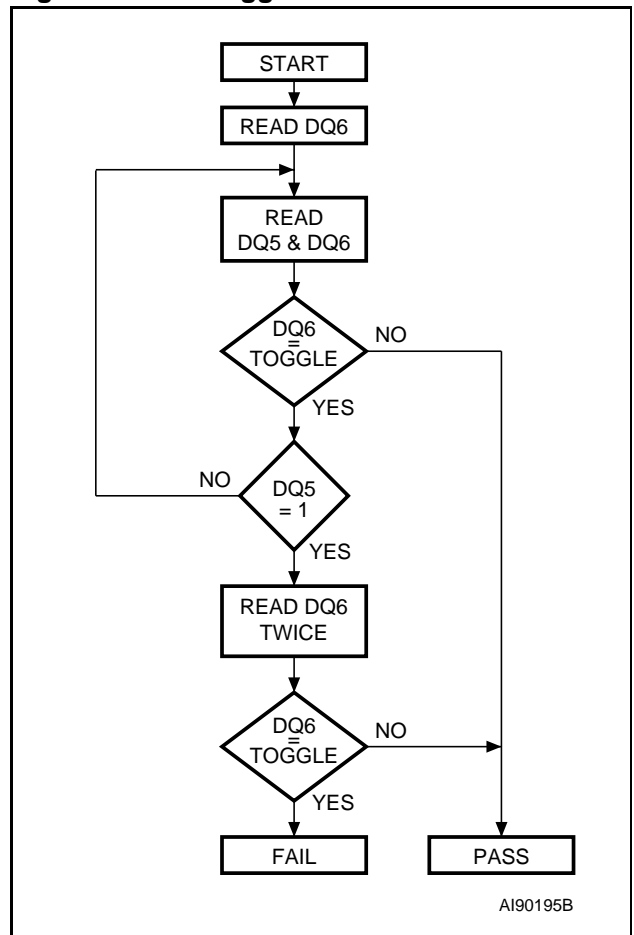 START
READ DQ6
READ
DQ5 & DQ6
DQ6
=
TOGGLE
NO
YES
NO
DQ5
= 1
YES
READ DQ6
TWICE
DQ6
=
TOGGLE
NO
YES
FAIL
PASS
AI90195B